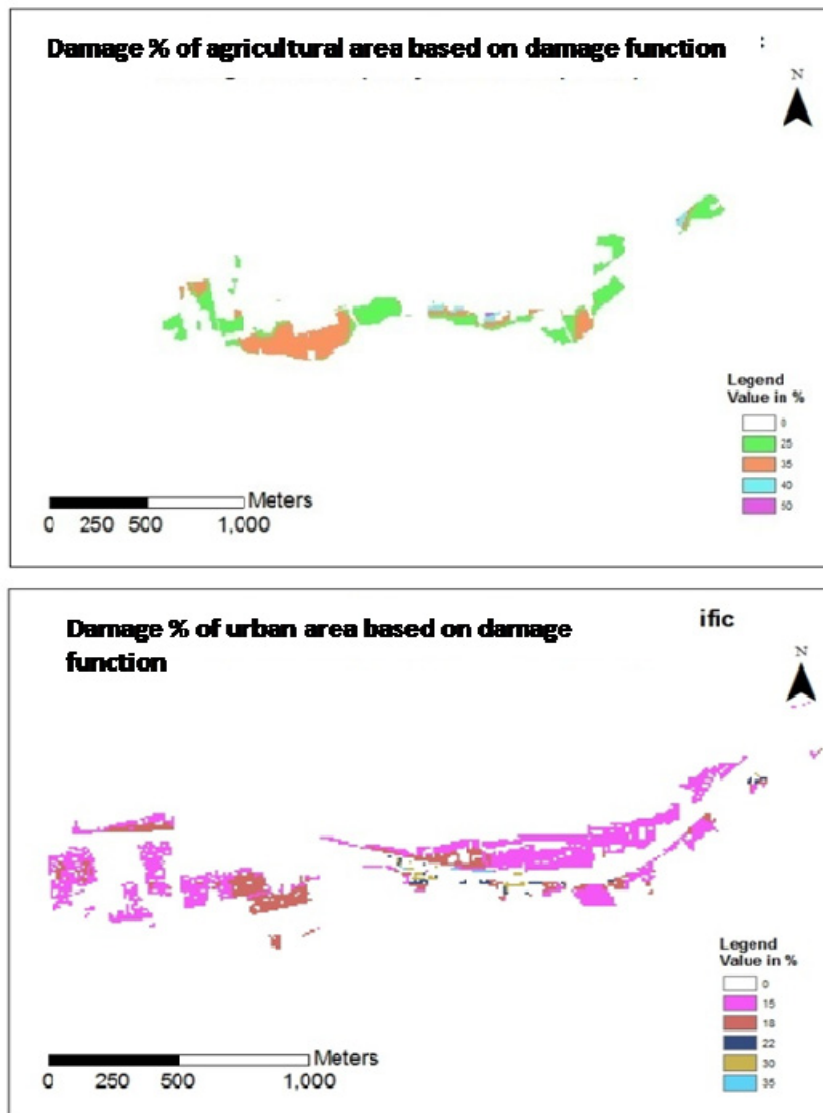 Damage % of agricultural area based on damage function
N
Legend
Value in %
0
25
35
40
50
Meters
0 250 500 1,000
Damage % of urban area based on damage
function
ific
N
Legend
Value in %
0
15
18
22
30
35
Meters
0 250 500 1,000